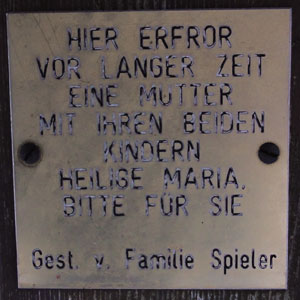 HIER ERFROR
VOR LANGER ZEIT
EINE MUTTER
MIT IHREN BEIDEN
KINDERN
HEILIGE MARIA,
BITTE FÜR SIE
Gest. v. Familie Spieler